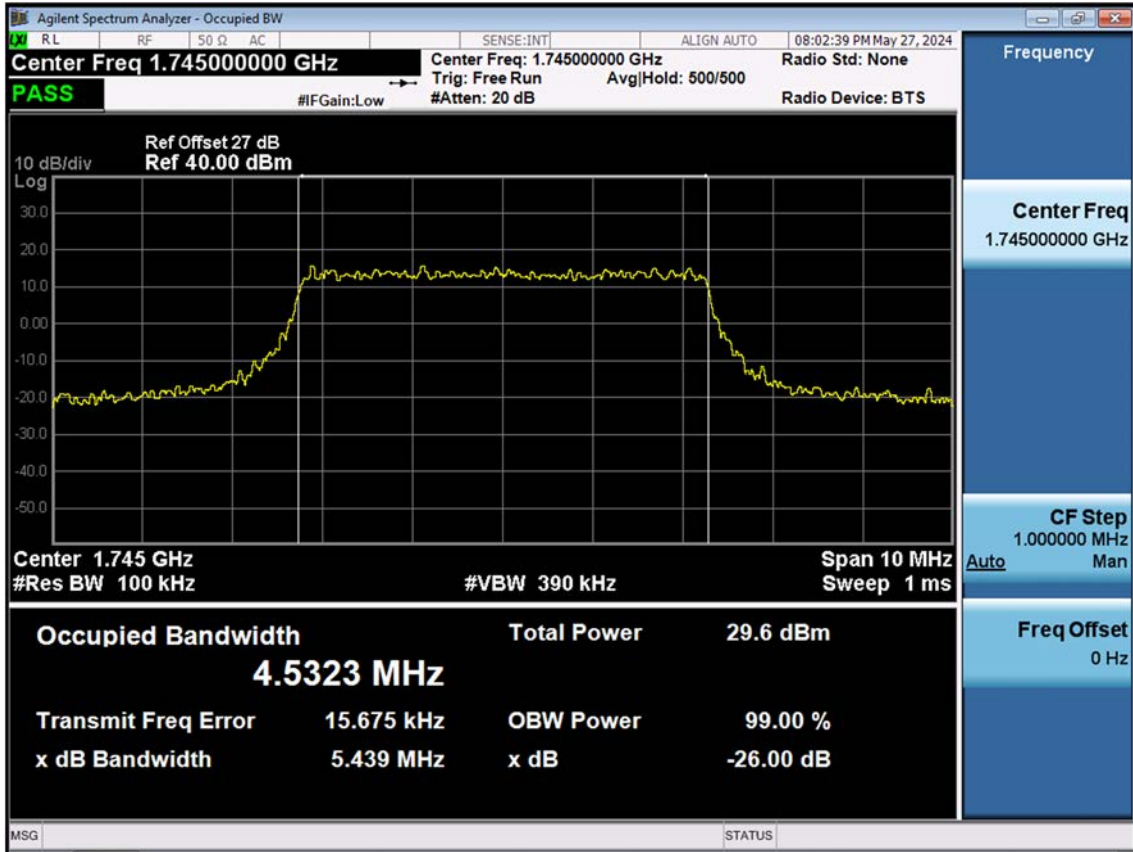 Agilent Spectrum Analyzer - Occupied BW
LXI RL RF 50 Ω AC SENSE:INT ALIGN AUTO 08:02:39 PM May 27, 2024
Center Freq 1.745000000 GHz
Center Freq: 1.745000000 GHz Radio Std: None
Trig: Free Run Avg|Hold: 500/500
PASS
#IFGain:Low #Atten: 20 dB Radio Device: BTS
Ref Offset 27 dB
10 dB/div Ref 40.00 dBm
Log
30.0
20.0
10.0
0.00
-10.0
-20.0
-30.0
-40.0
-50.0
Center 1.745 GHz Span 10 MHz
#Res BW 100 kHz #VBW 390 kHz Sweep 1 ms
Occupied Bandwidth Total Power 29.6 dBm
4.5323 MHz
Transmit Freq Error 15.675 kHz OBW Power 99.00 %
x dB Bandwidth 5.439 MHz x dB -26.00 dB
MSG STATUS
Frequency
Center Freq
1.745000000 GHz
CF Step
1.000000 MHz
Auto Man
Freq Offset
0 Hz